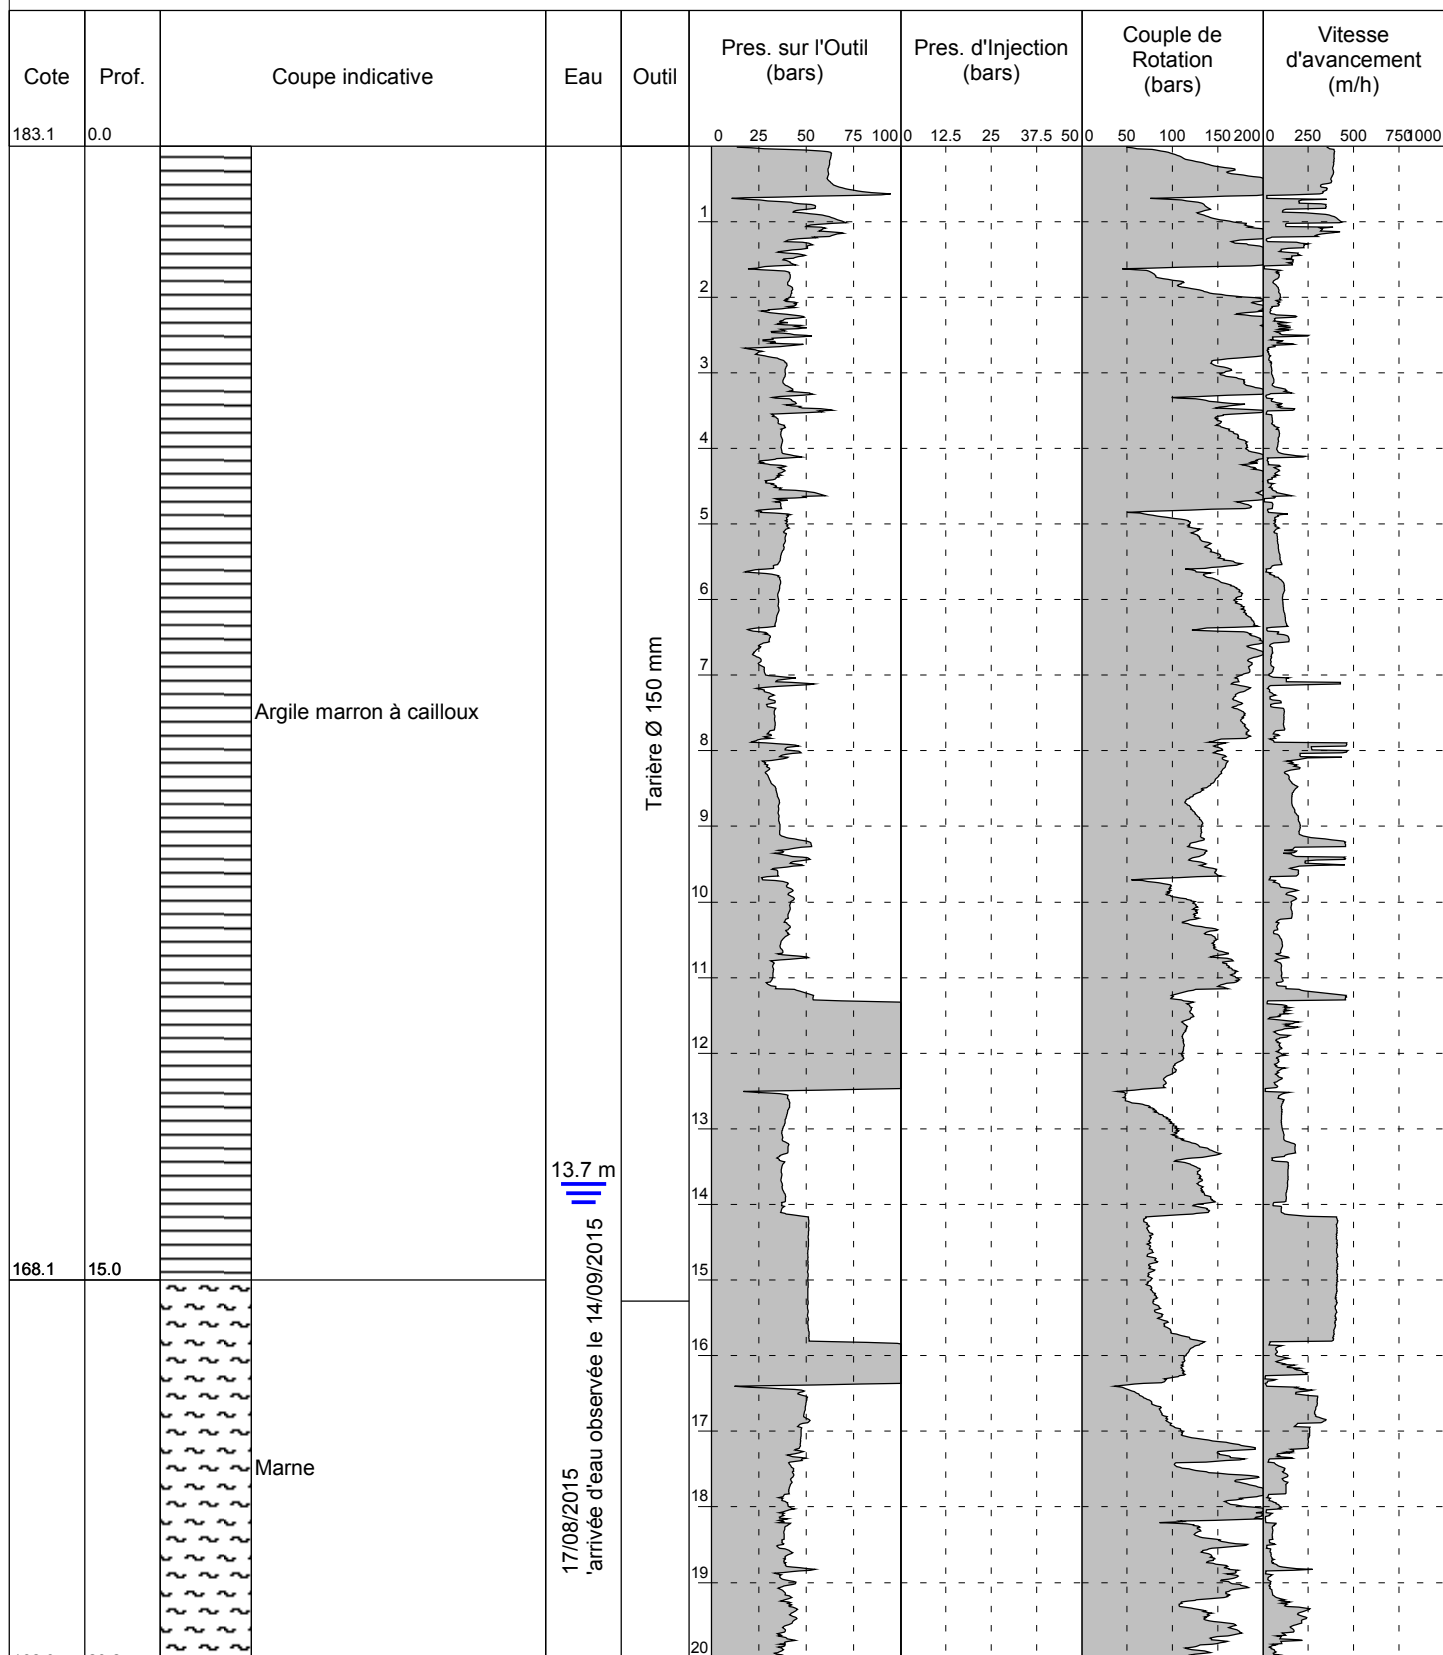 Cote
Prof.
Coupe indicative
Eau
Outil
Pres. sur l'Outil
(bars)
Pres. d'Injection
(bars)
Couple de
Rotation
(bars)
Vitesse
d'avancement
(m/h)
183.1
0.0
0 25 50 75 100
0 12.5 25 37.5 50
0 50 100 150 200
0 250 500 750 1000
1
2
3
4
5
6
7
8
9
10
11
12
13
14
15
16
17
18
19
20
Argile marron à cailloux
Tarière Ø 150 mm
13.7 m
17/08/2015
'arrivée d'eau observée le 14/09/2015
168.1
15.0
Marne